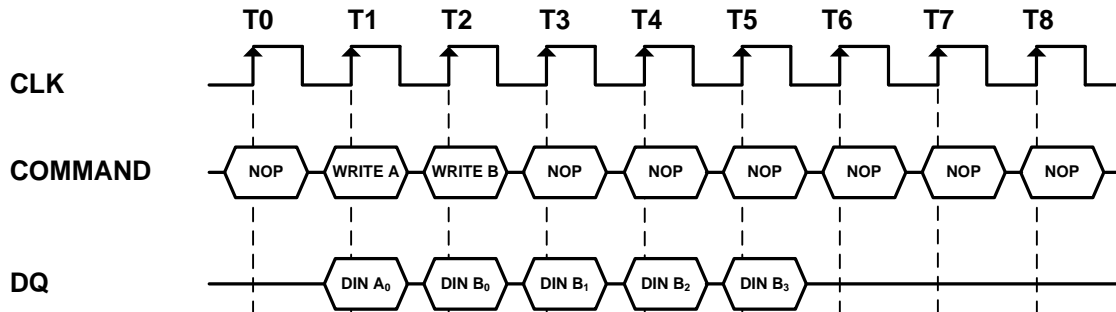 T0 T1 T2 T3 T4 T5 T6 T7 T8
CLK
COMMAND NOP WRITE A WRITE B NOP NOP NOP NOP NOP NOP
DQ DIN A₀ DIN B₀ DIN B₁ DIN B₂ DIN B₃